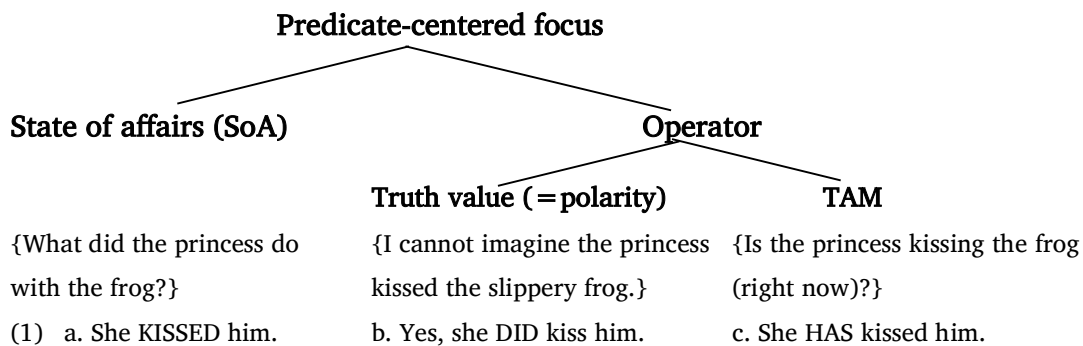 Predicate-centered focus
State of affairs (SoA) Operator
Truth value (=polarity) TAM
{What did the princess do {I cannot imagine the princess {Is the princess kissing the frog
with the frog?} kissed the slippery frog.} (right now)?}
(1) a. She KISSED him. b. Yes, she DID kiss him. c. She HAS kissed him.